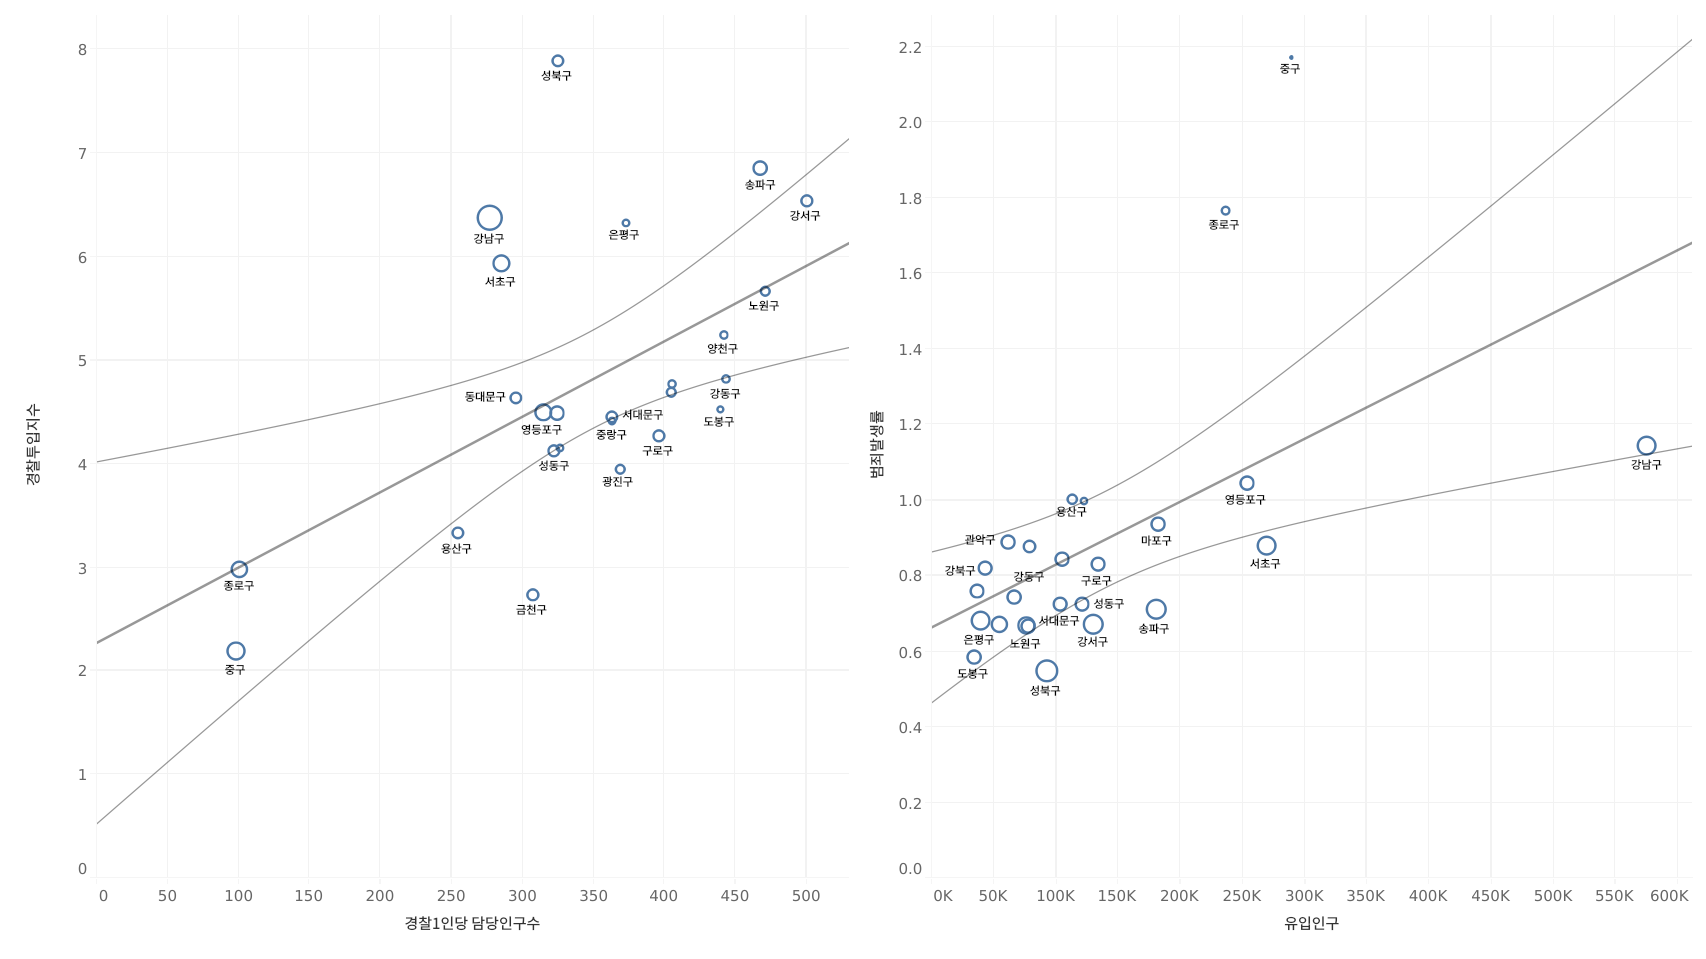 8
7
6
5
4
3
2
1
0
경찰투입지수
성북구
송파구
강서구
강남구
은평구
서초구
노원구
양천구
동대문구
강동구
서대문구
도봉구
영등포구
중랑구
구로구
성동구
광진구
용산구
종로구
금천구
중구
0 50 100 150 200 250 300 350 400 450 500
경찰1인당 담당인구수
2.2
2.0
1.8
1.6
1.4
1.2
1.0
0.8
0.6
0.4
0.2
0.0
범죄발생률
중구
종로구
강남구
영등포구
용산구
마포구
관악구
서초구
강북구
강동구
구로구
성동구
서대문구
송파구
은평구
노원구
강서구
도봉구
성북구
0K 50K 100K 150K 200K 250K 300K 350K 400K 450K 500K 550K 600K
유입인구